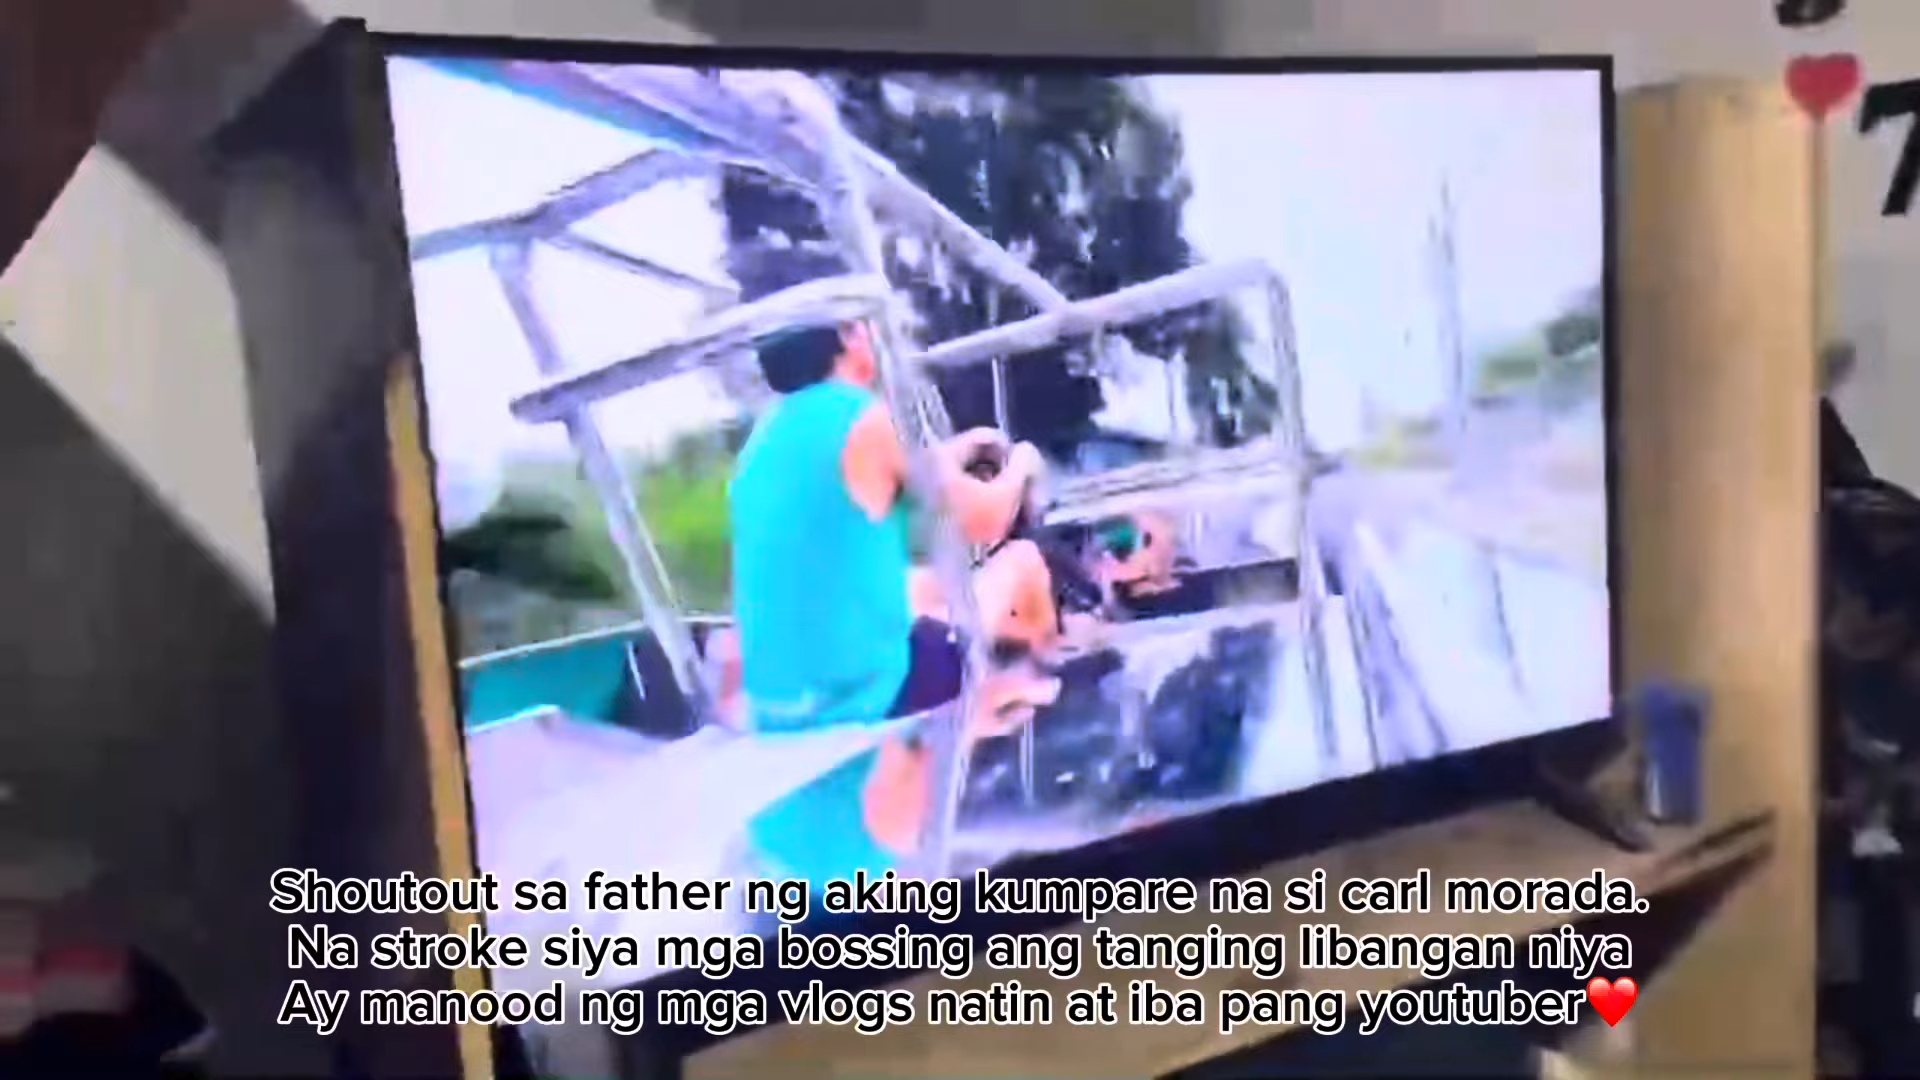 Shoutout sa father ng aking kumpare na si carl morada.
Na stroke siya mga bossing ang tanging libangan niya
Ay manood ng mga vlogs natin at iba pang youtuber❤️